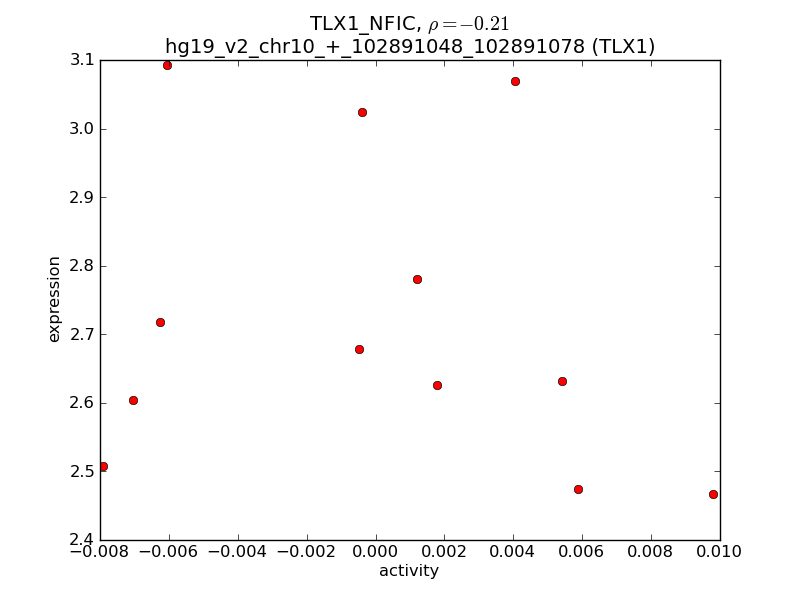 TLX1_NFIC, ρ=−0.21
hg19_v2_chr10_+_102891048_102891078 (TLX1)
3.1
3.0
2.9
2.8
2.7
2.6
2.5
2.4
expression
−0.008 −0.006 −0.004 −0.002 0.000 0.002 0.004 0.006 0.008 0.010
activity